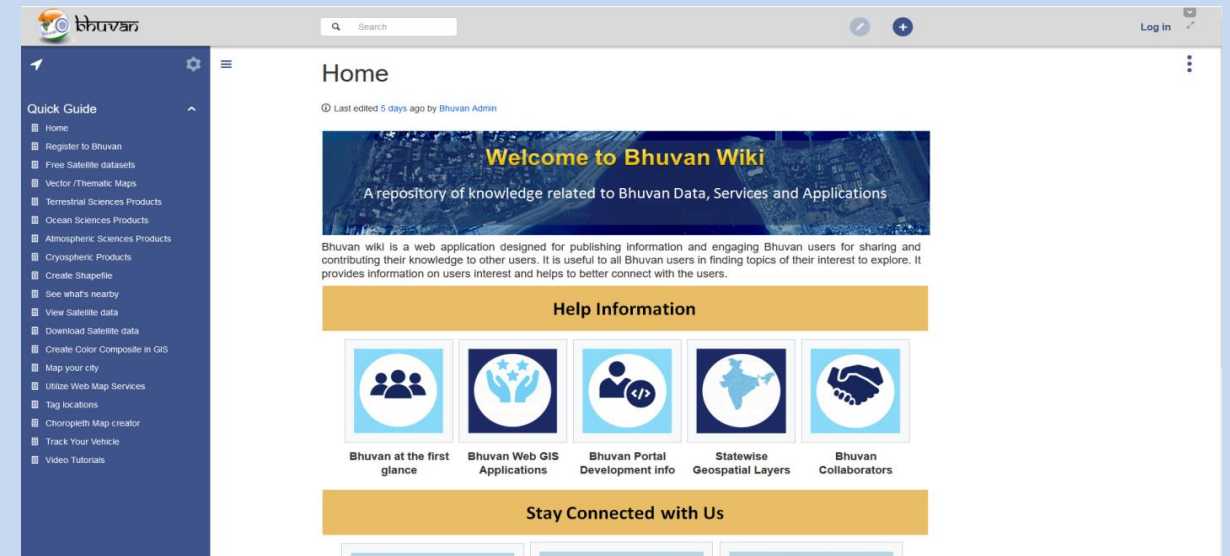 bhuvan
Search
Log in
Quick Guide
Home
Register to Bhuvan
Free Satellite datasets
Vector /Thematic Maps
Terrestrial Sciences Products
Ocean Sciences Products
Atmospheric Sciences Products
Cryospheric Products
Create Shapefile
See what's nearby
View Satellite data
Download Satellite data
Create Color Composite in GIS
Map your city
Utilize Web Map Services
Tag locations
Choropleth Map creator
Track Your Vehicle
Video Tutorials
Home
Last edited 5 days ago by Bhuvan Admin
Welcome to Bhuvan Wiki
A repository of knowledge related to Bhuvan Data, Services and Applications
Bhuvan wiki is a web application designed for publishing information and engaging Bhuvan users for sharing and
contributing their knowledge to other users. It is useful to all Bhuvan users in finding topics of their interest to explore. It
provides information on users interest and helps to better connect with the users.
Help Information
Bhuvan at the first
glance
Bhuvan Web GIS
Applications
Bhuvan Portal
Development info
Statewise
Geospatial Layers
Bhuvan
Collaborators
Stay Connected with Us